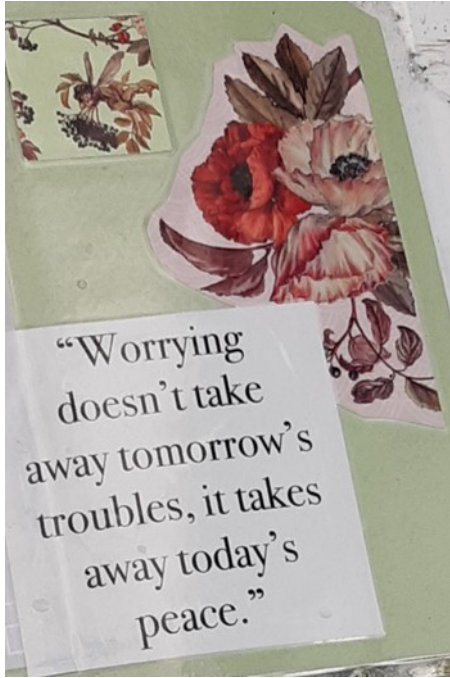 “Worrying
doesn’t take
away tomorrow’s
troubles, it takes
away today’s
peace.”